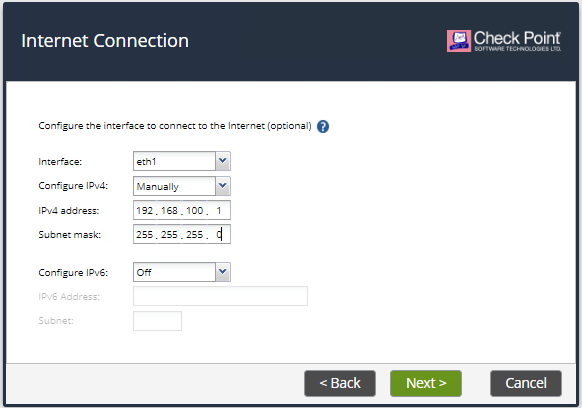 Internet Connection
Check Point
SOFTWARE TECHNOLOGIES LTD.
Configure the interface to connect to the Internet (optional) ?
Interface: eth1
Configure IPv4: Manually
IPv4 address: 192 . 168 . 100 . 1
Subnet mask: 255 . 255 . 255 . 0
Configure IPv6: Off
IPv6 Address:
Subnet:
< Back Next > Cancel